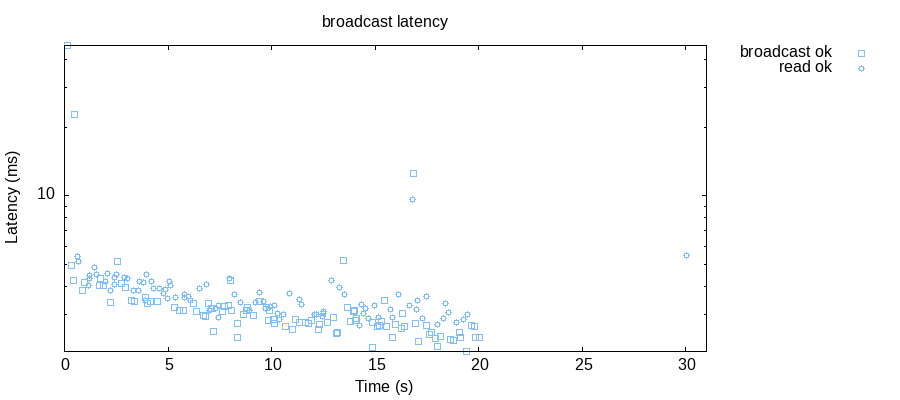 broadcast latency
broadcast ok
read ok
Latency (ms)
10
0 5 10 15 20 25 30
Time (s)